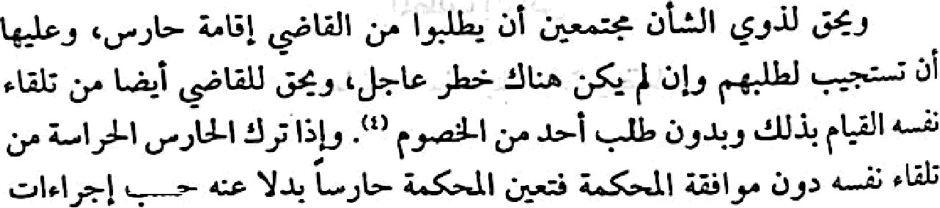 ويحق لذوي الشأن مجتمعين أن يطلبوا من القاضي إقامة حارس، وعليها
أن تستجيب لطلبهم وإن لم يكن هناك خطر عاجل، ويحق للقاضي أيضا من تلقاء
نفسه القيام بذلك وبدون طلب أحد من الخصوم (٤). وإذا ترك الحارس الحراسة من
تلقاء نفسه دون موافقة المحكمة فتعين المحكمة حارساً بدلا عنه حسب إجراءات